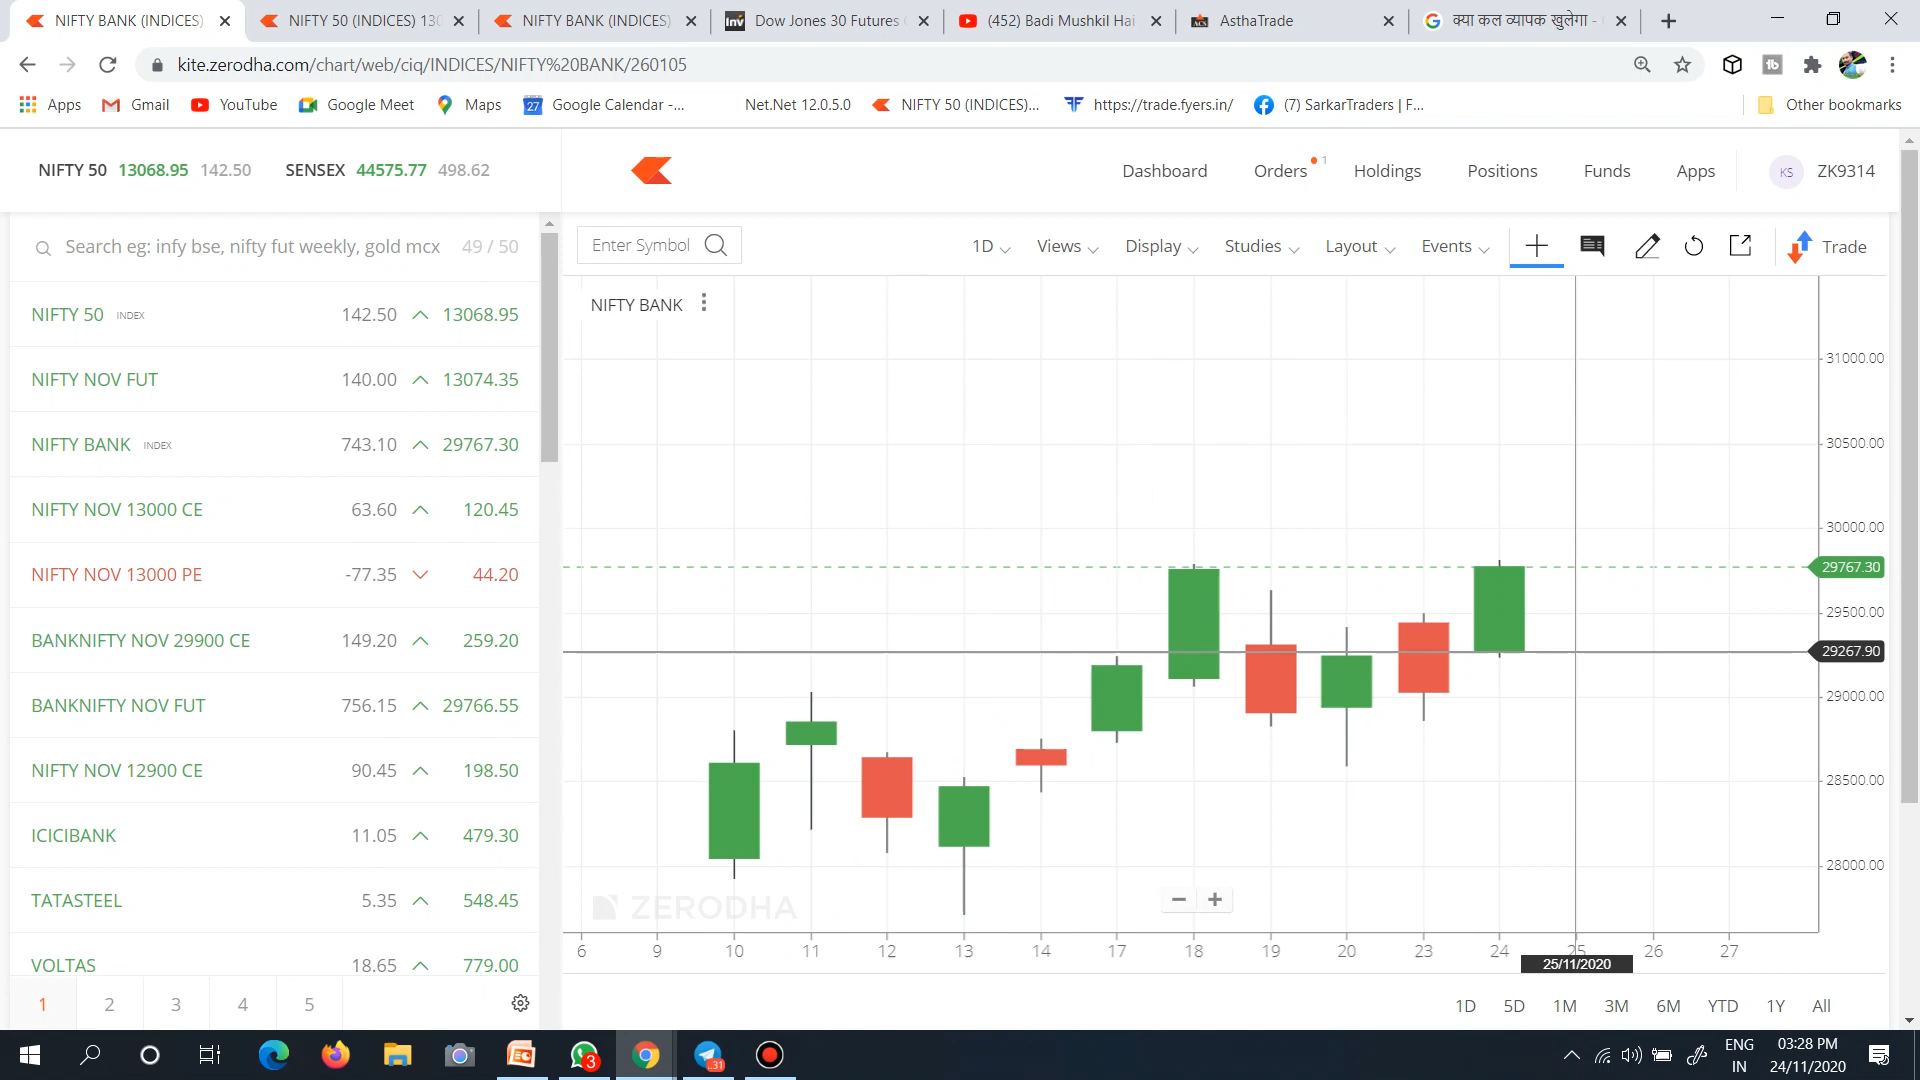 NIFTY BANK (INDICES)
NIFTY 50 (INDICES) 130
NIFTY BANK (INDICES)
Inv Dow Jones 30 Futures
(452) Badi Mushkil Hai
ACS AsthaTrade
क्या कल व्यापक खुलेगा -
kite.zerodha.com/chart/web/ciq/INDICES/NIFTY%20BANK/260105
Apps
Gmail
YouTube
Google Meet
Maps
27 Google Calendar -...
Net.Net 12.0.5.0
NIFTY 50 (INDICES)...
https://trade.fyers.in/
(7) SarkarTraders | F...
Other bookmarks
NIFTY 50 13068.95 142.50 SENSEX 44575.77 498.62
Dashboard Orders 1 Holdings Positions Funds Apps KS ZK9314
Search eg: infy bse, nifty fut weekly, gold mcx 49 / 50
NIFTY 50 INDEX 142.50 13068.95
NIFTY NOV FUT 140.00 13074.35
NIFTY BANK INDEX 743.10 29767.30
NIFTY NOV 13000 CE 63.60 120.45
NIFTY NOV 13000 PE -77.35 44.20
BANKNIFTY NOV 29900 CE 149.20 259.20
BANKNIFTY NOV FUT 756.15 29766.55
NIFTY NOV 12900 CE 90.45 198.50
ICICIBANK 11.05 479.30
TATASTEEL 5.35 548.45
VOLTAS 18.65 779.00
1 2 3 4 5
Enter Symbol 1D Views Display Studies Layout Events Trade
NIFTY BANK
31000.00
30500.00
30000.00
29767.30
29500.00
29267.90
29000.00
28500.00
28000.00
ZERODHA
6 9 10 11 12 13 14 17 18 19 20 23 24 25 26 27
25/11/2020
1D 5D 1M 3M 6M YTD 1Y All
3
31
ENG
IN
03:28 PM
24/11/2020